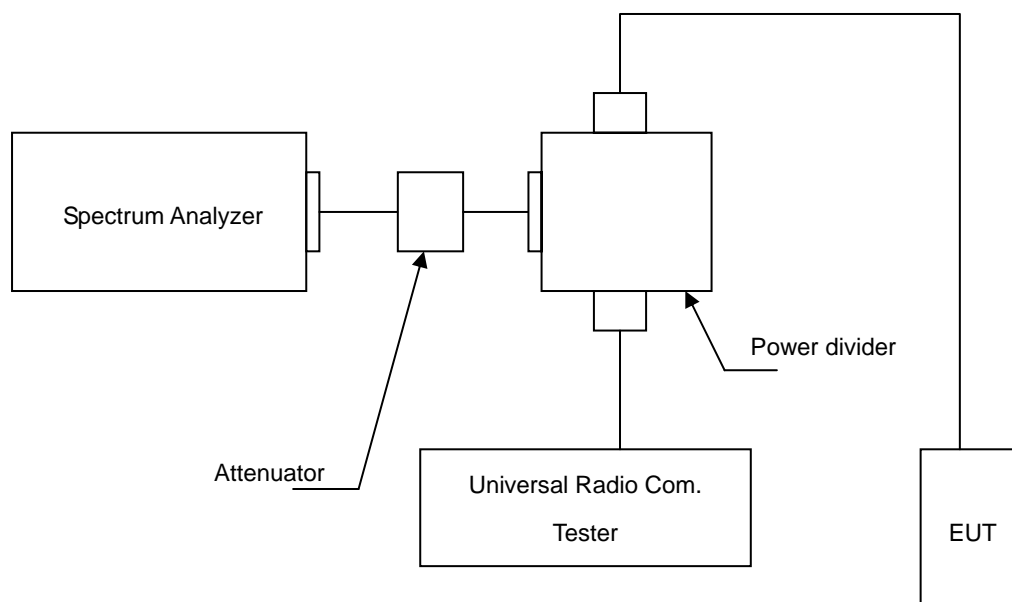 Spectrum Analyzer
Power divider
Attenuator
Universal Radio Com.
Tester
EUT